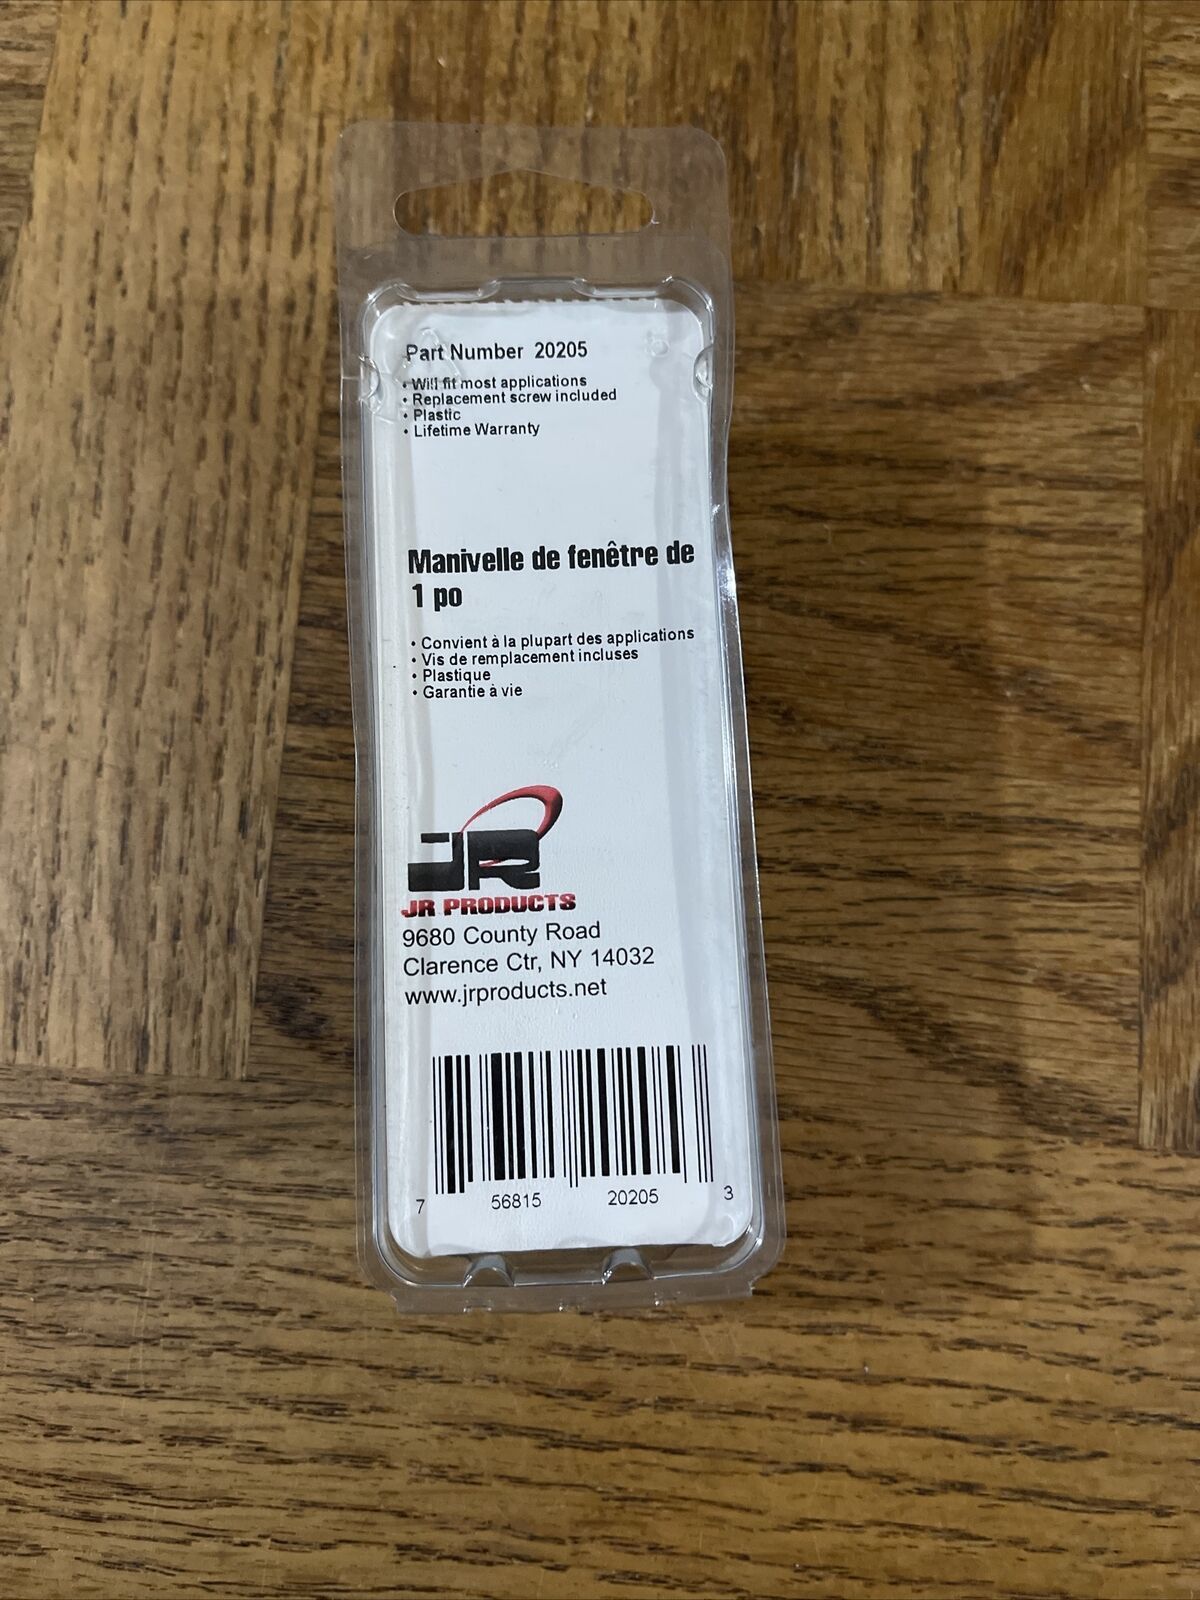 Part Number 20205
• Will fit most applications
• Replacement screw included
• Plastic
• Lifetime Warranty
Manivelle de fenêtre de
1 po
• Convient à la plupart des applications
• Vis de remplacement incluses
• Plastique
• Garantie à vie
JR
JR PRODUCTS
9680 County Road
Clarence Ctr, NY 14032
www.jrproducts.net
7 56815 20205 3